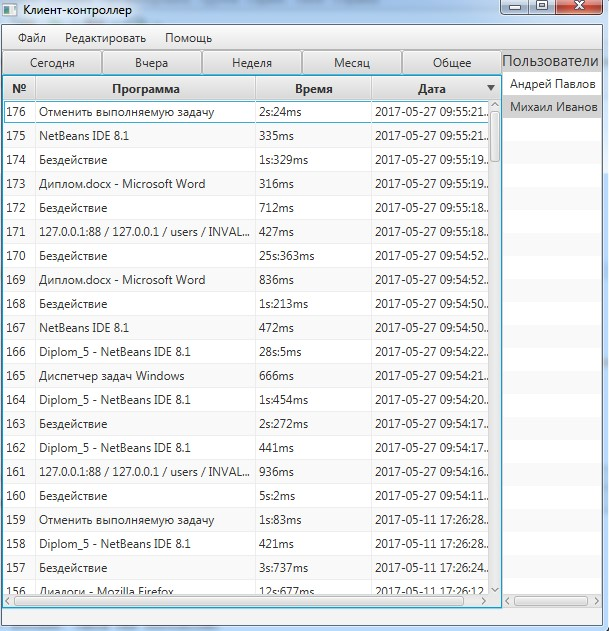 Клиент-контроллер
Файл Редактировать Помощь
Сегодня Вчера Неделя Месяц Общее Пользователи
№ Программа Время Дата Андрей Павлов
176 Отменить выполняемую задачу 2s:24ms 2017-05-27 09:55:21.. Михаил Иванов
175 NetBeans IDE 8.1 335ms 2017-05-27 09:55:21..
174 Бездействие 1s:329ms 2017-05-27 09:55:19..
173 Диплом.docx - Microsoft Word 316ms 2017-05-27 09:55:19..
172 Бездействие 712ms 2017-05-27 09:55:18..
171 127.0.0.1:88 / 127.0.0.1 / users / INVAL... 427ms 2017-05-27 09:55:18..
170 Бездействие 25s:363ms 2017-05-27 09:54:52..
169 Диплом.docx - Microsoft Word 836ms 2017-05-27 09:54:52..
168 Бездействие 1s:213ms 2017-05-27 09:54:50..
167 NetBeans IDE 8.1 472ms 2017-05-27 09:54:50..
166 Diplom_5 - NetBeans IDE 8.1 28s:5ms 2017-05-27 09:54:22..
165 Диспетчер задач Windows 666ms 2017-05-27 09:54:21..
164 Diplom_5 - NetBeans IDE 8.1 1s:454ms 2017-05-27 09:54:20..
163 Бездействие 2s:272ms 2017-05-27 09:54:17..
162 Diplom_5 - NetBeans IDE 8.1 441ms 2017-05-27 09:54:17..
161 127.0.0.1:88 / 127.0.0.1 / users / INVAL... 936ms 2017-05-27 09:54:16..
160 Бездействие 5s:2ms 2017-05-27 09:54:11..
159 Отменить выполняемую задачу 1s:83ms 2017-05-11 17:26:28..
158 Diplom_5 - NetBeans IDE 8.1 421ms 2017-05-11 17:26:28..
157 Бездействие 3s:737ms 2017-05-11 17:26:24..
156 Диалоги - Mozilla Firefox 12s:677ms 2017-05-11 17:26:12..